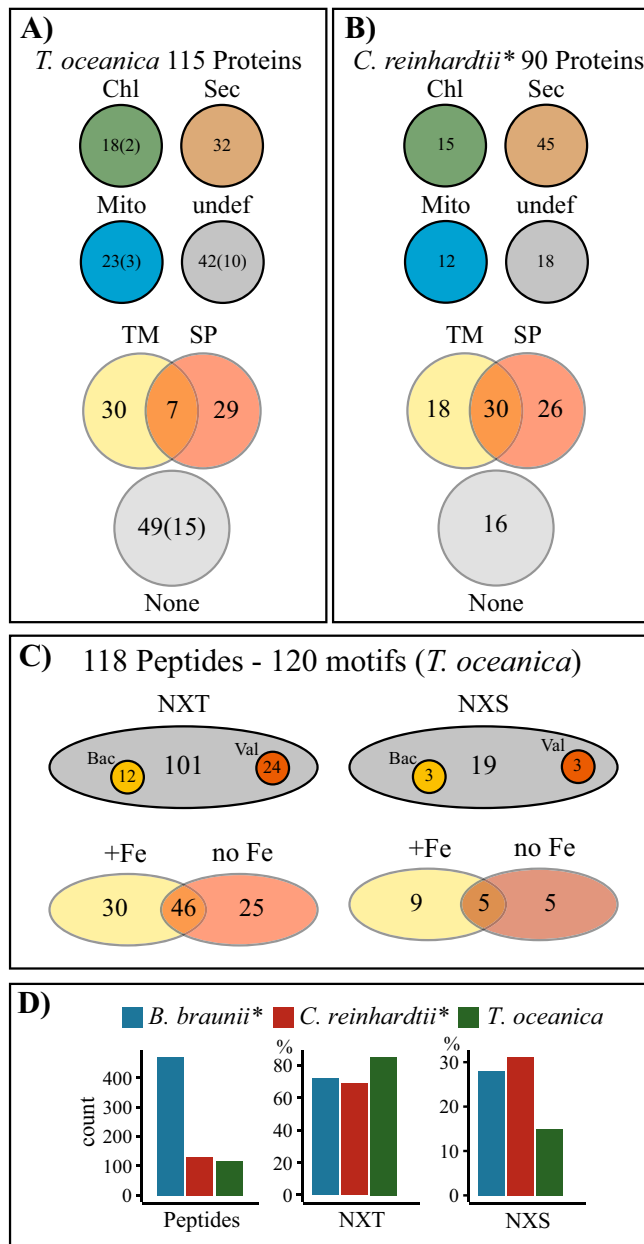 A)
T. oceanica 115 Proteins
Chl Sec
18(2) 32
Mito undef
23(3) 42(10)
TM SP
30 7 29
49(15)
None
B)
C. reinhardtii* 90 Proteins
Chl Sec
15 45
Mito undef
12 18
TM SP
18 30 26
16
None
C)
118 Peptides - 120 motifs (T. oceanica)
NXT NXS
Bac 12 101 Val 24
Bac 3 19 Val 3
+Fe no Fe +Fe no Fe
30 46 25 9 5 5
D)
B. braunii* C. reinhardtii* T. oceanica
count
400
300
200
100
0
Peptides
%
80
60
40
20
0
NXT
%
30
20
10
0
NXS